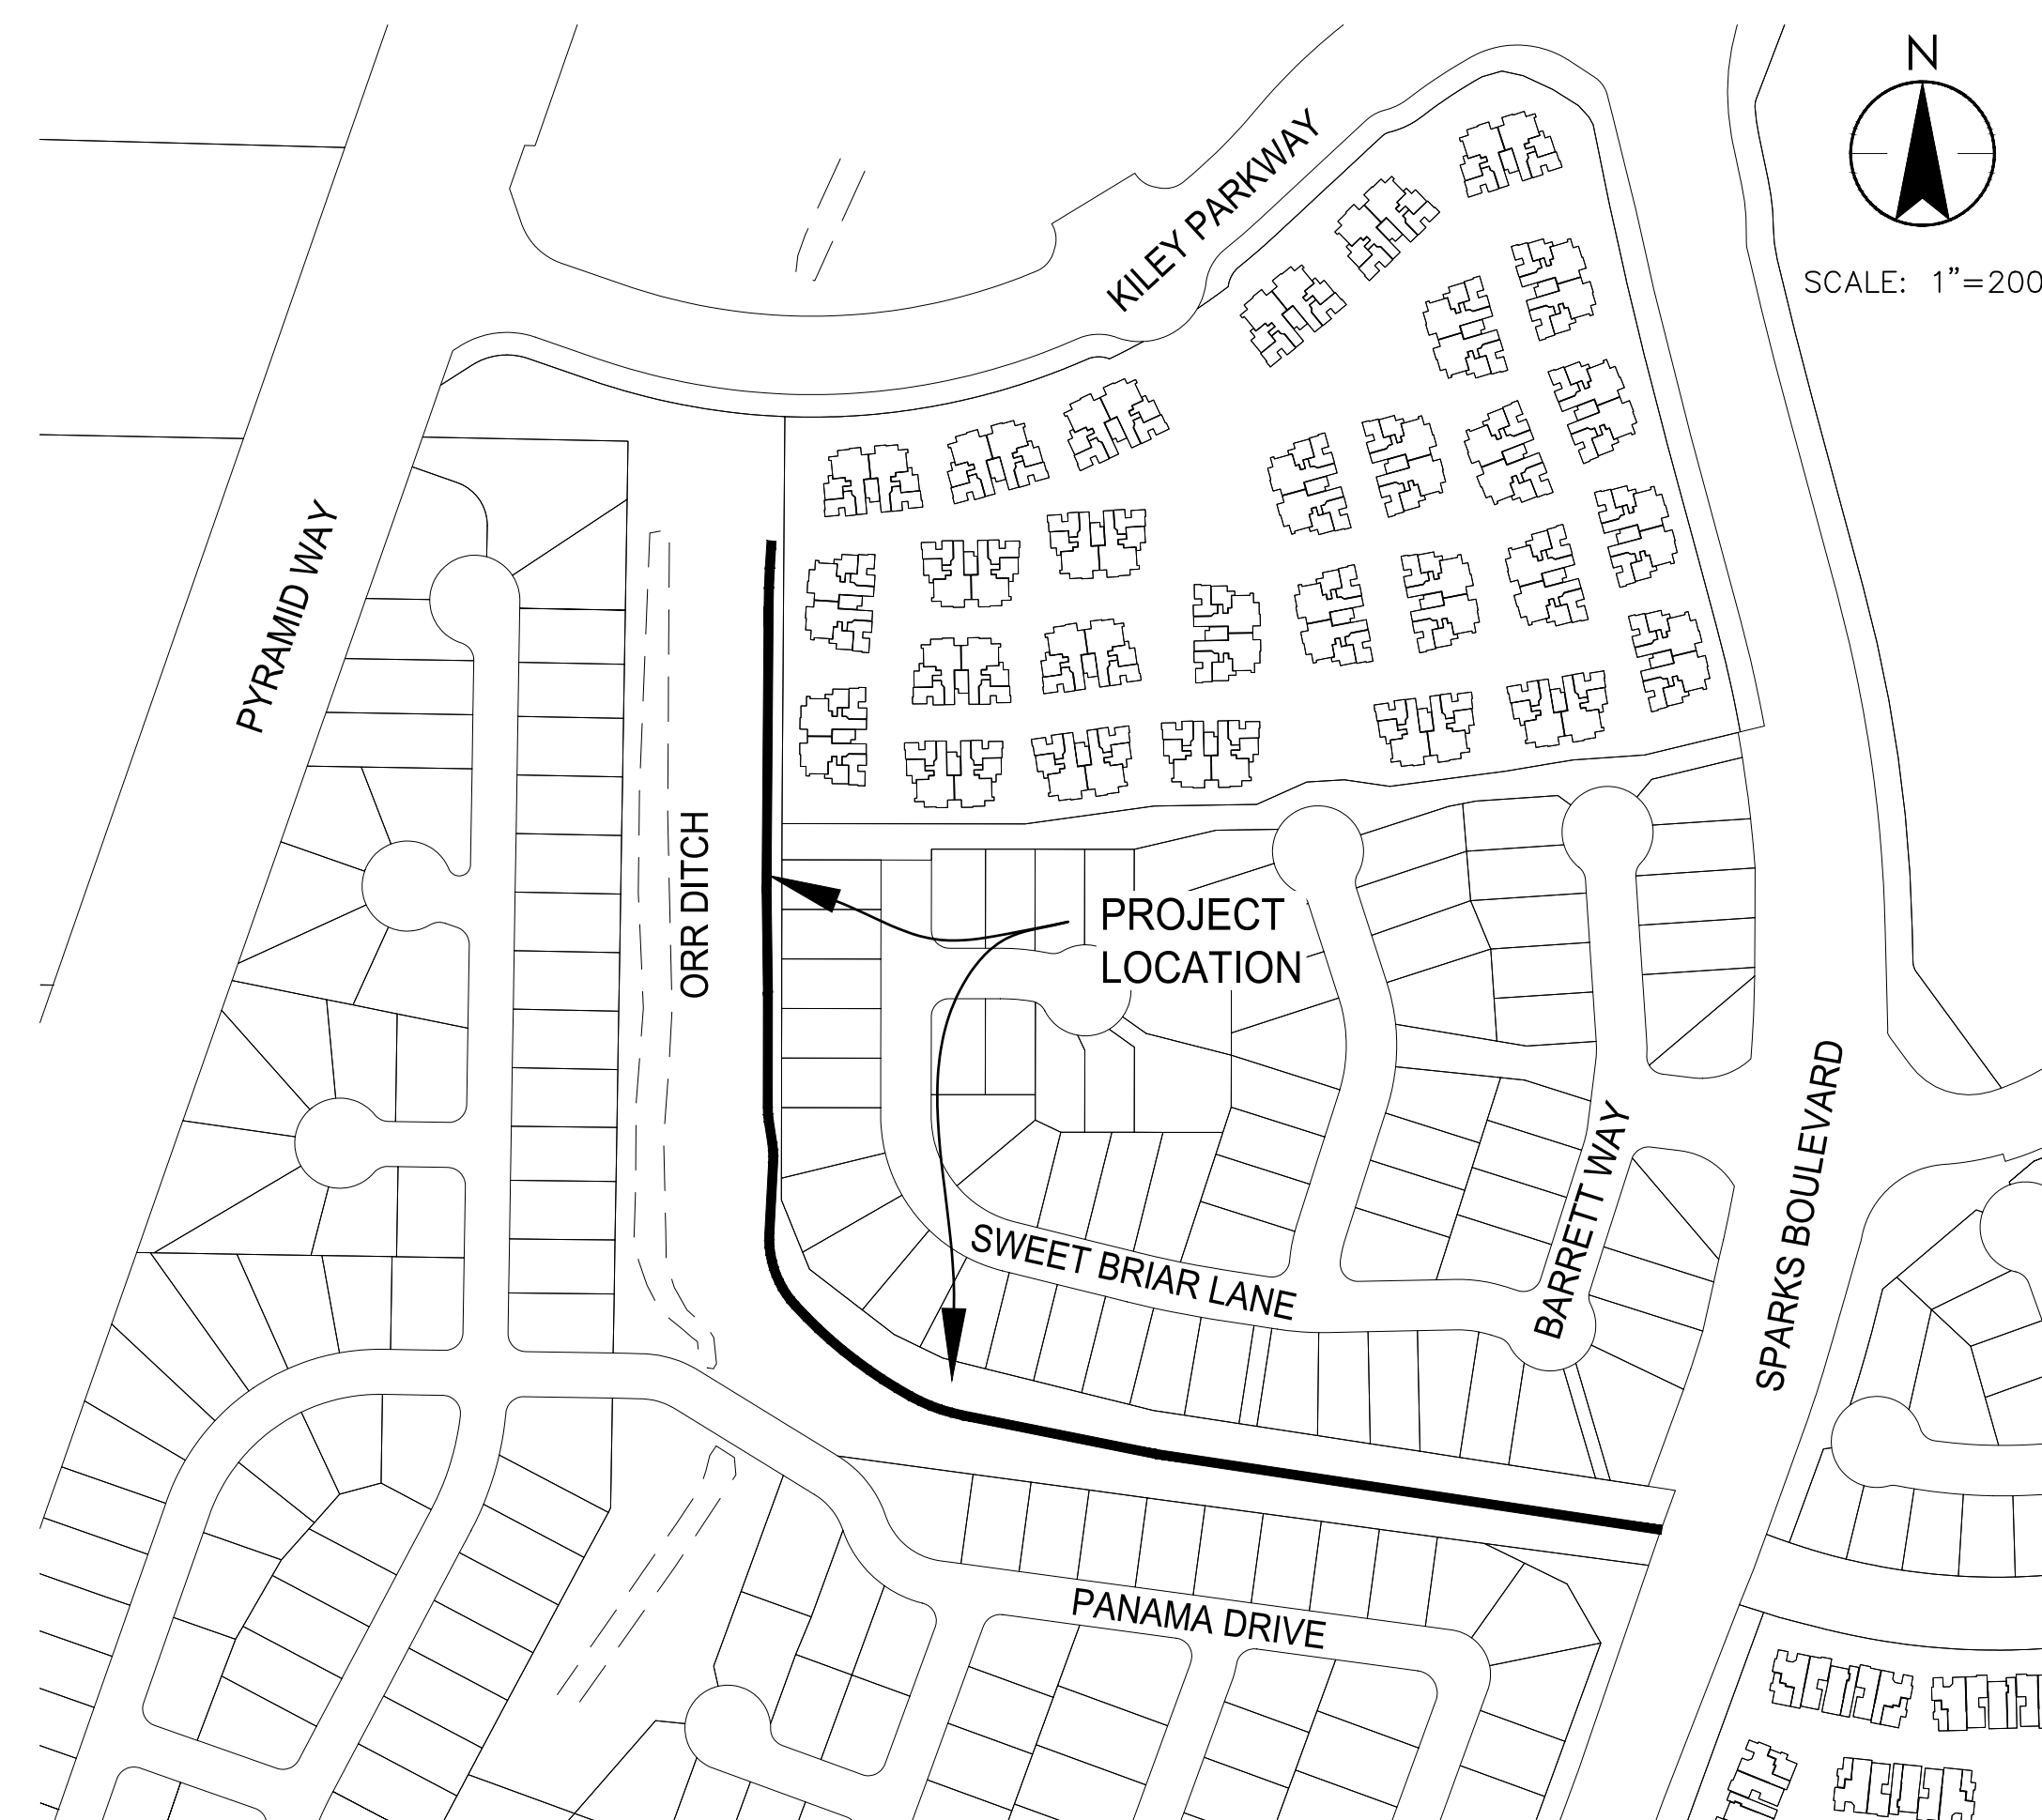 N
SCALE: 1"=200
KILEY PARKWAY
PYRAMID WAY
ORR DITCH
PROJECT
LOCATION
SWEET BRIAR LANE
BARRETT WAY
SPARKS BOULEVARD
PANAMA DRIVE